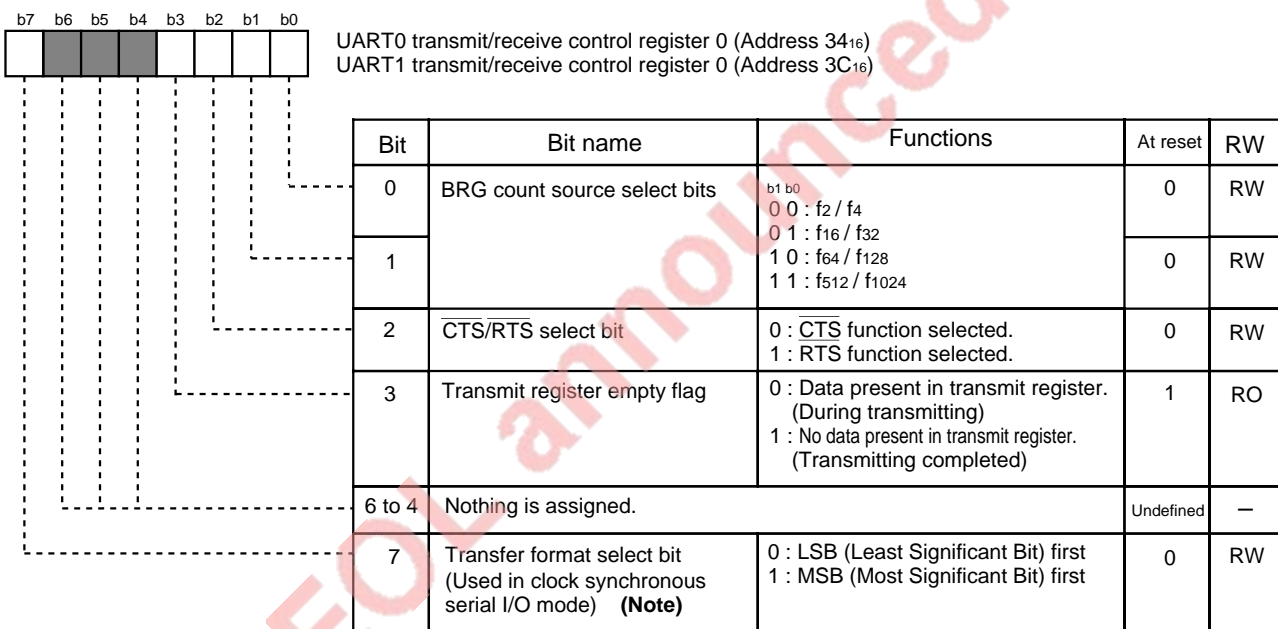 b7 b6 b5 b4 b3 b2 b1 b0
UART0 transmit/receive control register 0 (Address 34₁₆)
UART1 transmit/receive control register 0 (Address 3C₁₆)
Bit Bit name Functions At reset RW
0 BRG count source select bits b1 b0 0 RW
0 0 : f2 / f4
0 1 : f16 / f32
1 1 0 : f64 / f128 0 RW
1 1 : f512 / f1024
2 C̅T̅S̅/R̅T̅S̅ select bit 0 : C̅T̅S̅ function selected. 0 RW
1 : R̅T̅S̅ function selected.
3 Transmit register empty flag 0 : Data present in transmit register. 1 RO
(During transmitting)
1 : No data present in transmit register.
(Transmitting completed)
6 to 4 Nothing is assigned. Undefined –
7 Transfer format select bit 0 : LSB (Least Significant Bit) first 0 RW
(Used in clock synchronous 1 : MSB (Most Significant Bit) first
serial I/O mode) (Note)
EOL announced